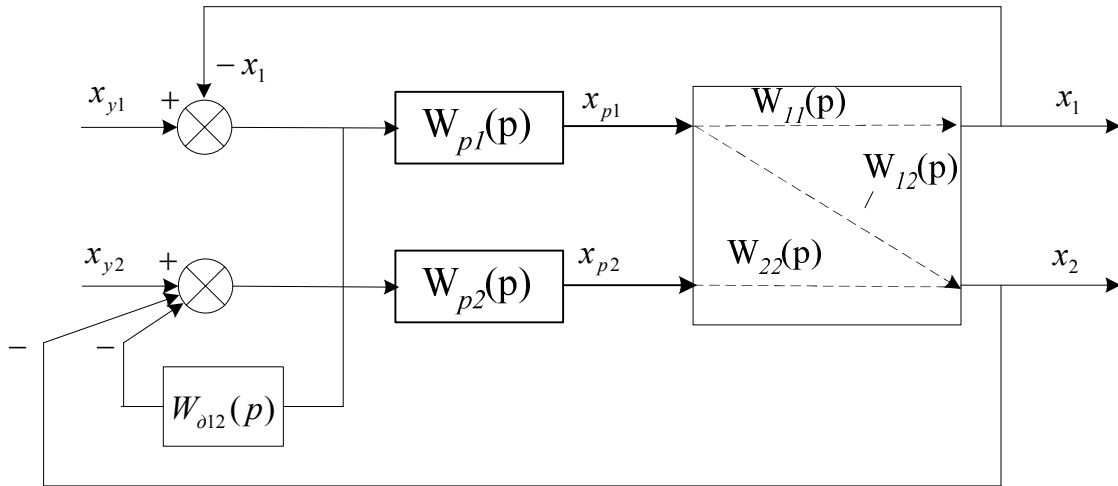 − x₁
x_y1
+
W_p1(p)
x_p1
W_11(p)
x₁
W_12(p)
x_y2
+
W_p2(p)
x_p2
W_22(p)
x₂
−
−
W_∂12(p)